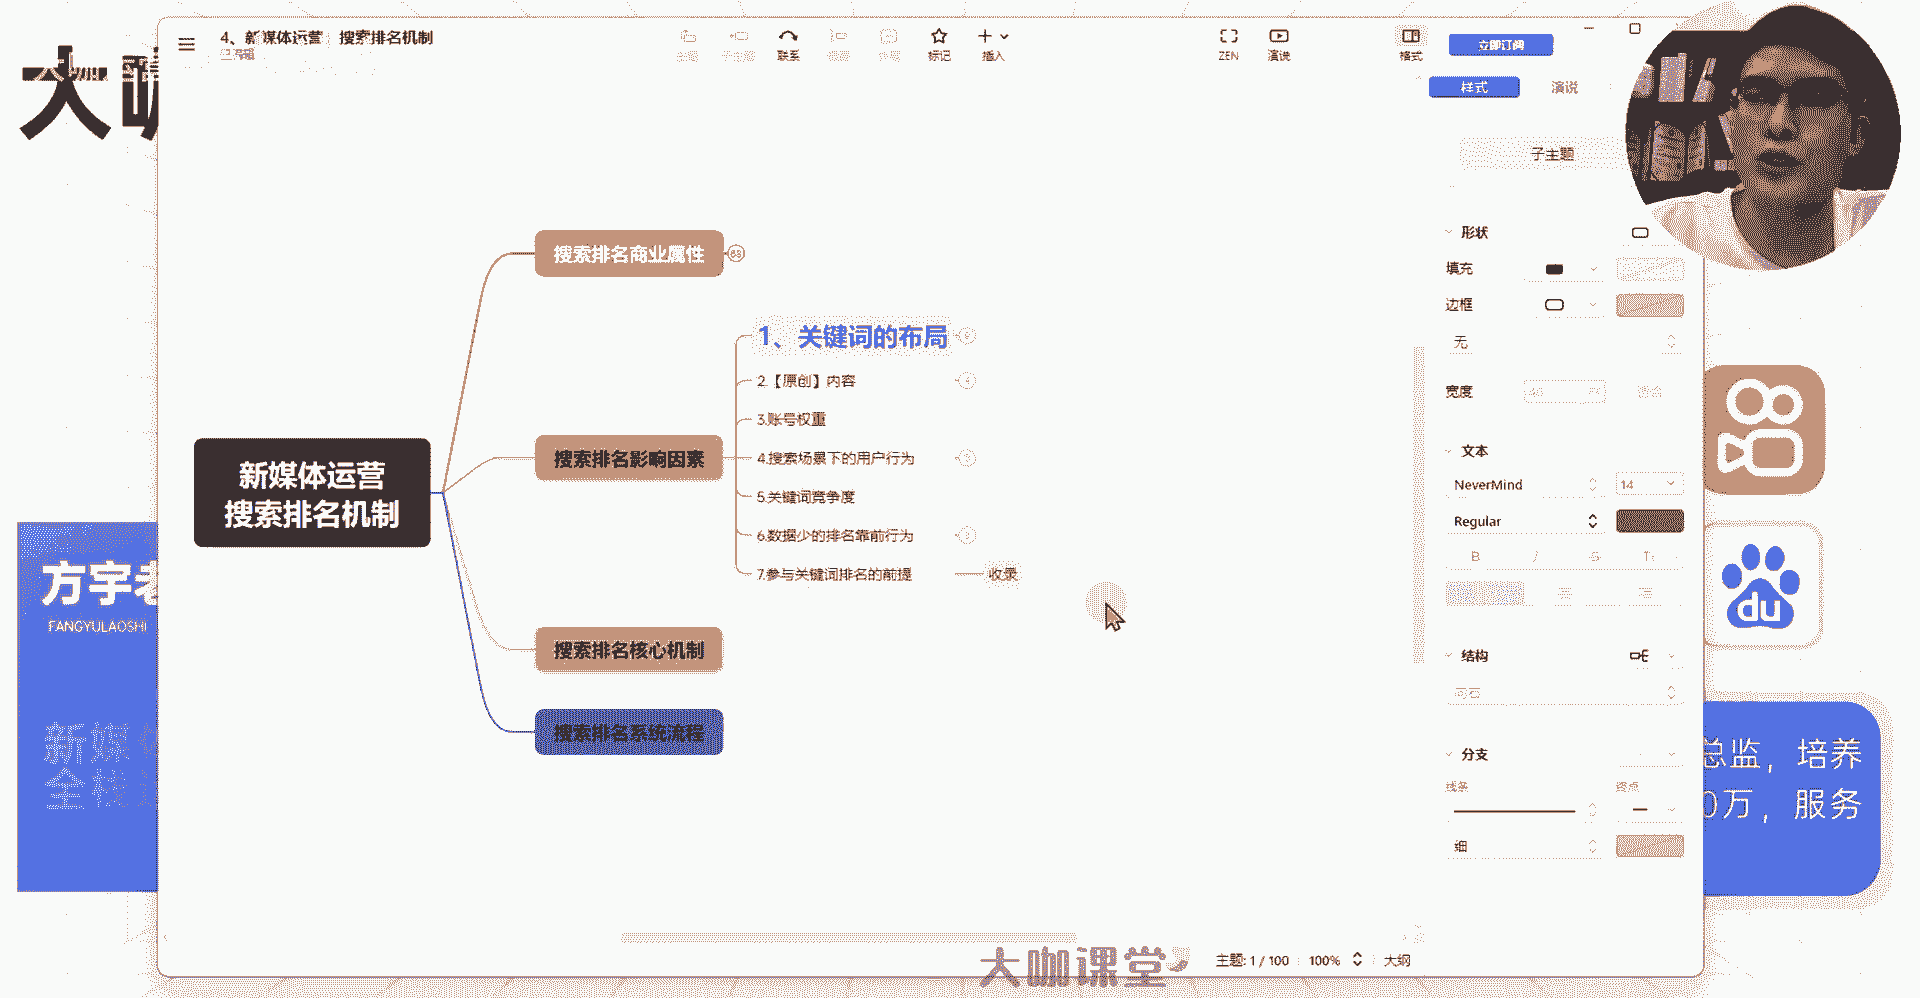 4、新媒体运营 搜索排名机制
已编辑
联系
标记
插入
ZEN
演说
格式
立即订阅
样式
演说
大
子主题
搜索排名商业属性
形状
填充
边框
无
宽度
1、关键词的布局
2.【原创】内容
3.账号权重
搜索排名影响因素
4.搜索场景下的用户行为
5.关键词竞争度
6.数据少的排名靠前行为
7.参与关键词排名的前提
收录
新媒体运营
搜索排名机制
文本
NeverMind
14
Regular
B
方宇老
FANGYULAOSHI
du
搜索排名核心机制
结构
搜索排名系统流程
新媒体
全栈
分支
线条
终点
细
总监，培养
0万，服务
大咖课堂
主题: 1 / 100
100%
大纲